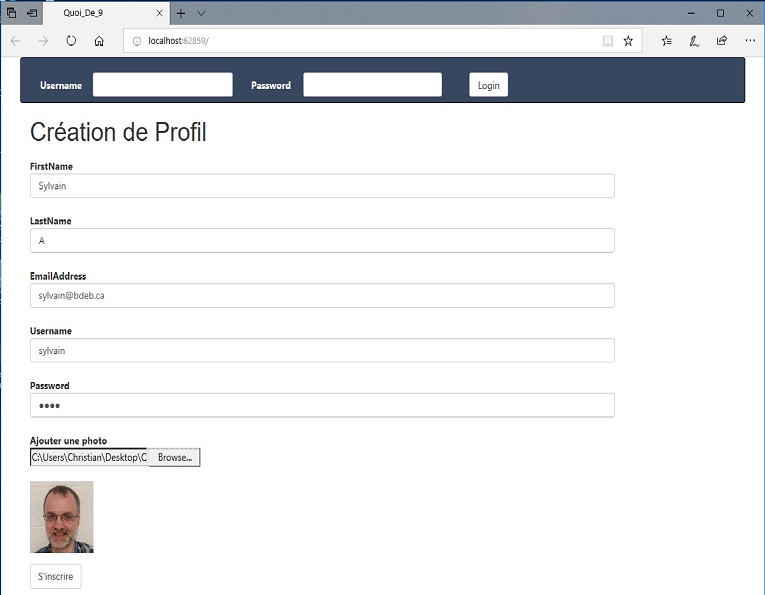 Quoi_De_9
localhost:62859/
Username Password Login
Création de Profil
FirstName
Sylvain
LastName
A
EmailAddress
sylvain@bdeb.ca
Username
sylvain
Password
••••
Ajouter une photo
C:\Users\Christian\Desktop\C Browse...
S'inscrire